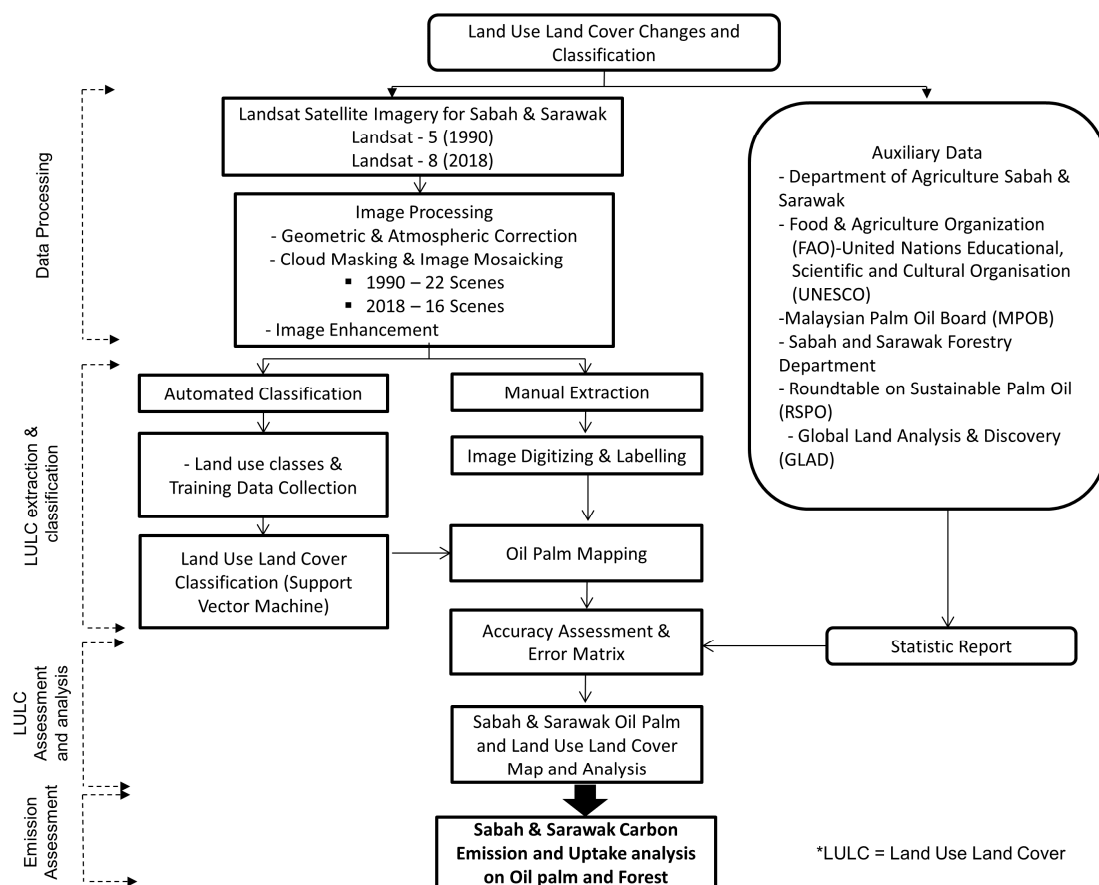 Land Use Land Cover Changes and
Classification
Landsat Satellite Imagery for Sabah & Sarawak
Landsat - 5 (1990)
Landsat - 8 (2018)
Image Processing
- Geometric & Atmospheric Correction
- Cloud Masking & Image Mosaicking
▪ 1990 – 22 Scenes
▪ 2018 – 16 Scenes
- Image Enhancement
Auxiliary Data
- Department of Agriculture Sabah &
Sarawak
- Food & Agriculture Organization
(FAO)-United Nations Educational,
Scientific and Cultural Organisation
(UNESCO)
-Malaysian Palm Oil Board (MPOB)
- Sabah and Sarawak Forestry
Department
- Roundtable on Sustainable Palm Oil
(RSPO)
- Global Land Analysis & Discovery
(GLAD)
Data Processing
Automated Classification
Manual Extraction
- Land use classes &
Training Data Collection
Image Digitizing & Labelling
Land Use Land Cover
Classification (Support
Vector Machine)
Oil Palm Mapping
LULC extraction &
classification
Accuracy Assessment &
Error Matrix
Statistic Report
Sabah & Sarawak Oil Palm
and Land Use Land Cover
Map and Analysis
LULC
Assessment
and analysis
Sabah & Sarawak Carbon
Emission and Uptake analysis
on Oil palm and Forest
Emission
Assessment
*LULC = Land Use Land Cover